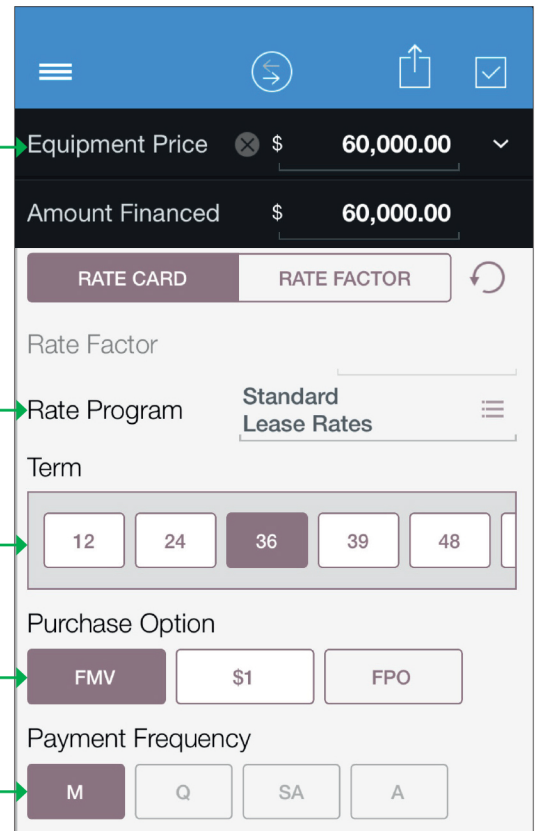 Equipment Price $ 60,000.00
Amount Financed $ 60,000.00
RATE CARD RATE FACTOR
Rate Factor
Rate Program Standard
Lease Rates
Term
12 24 36 39 48
Purchase Option
FMV $1 FPO
Payment Frequency
M Q SA A